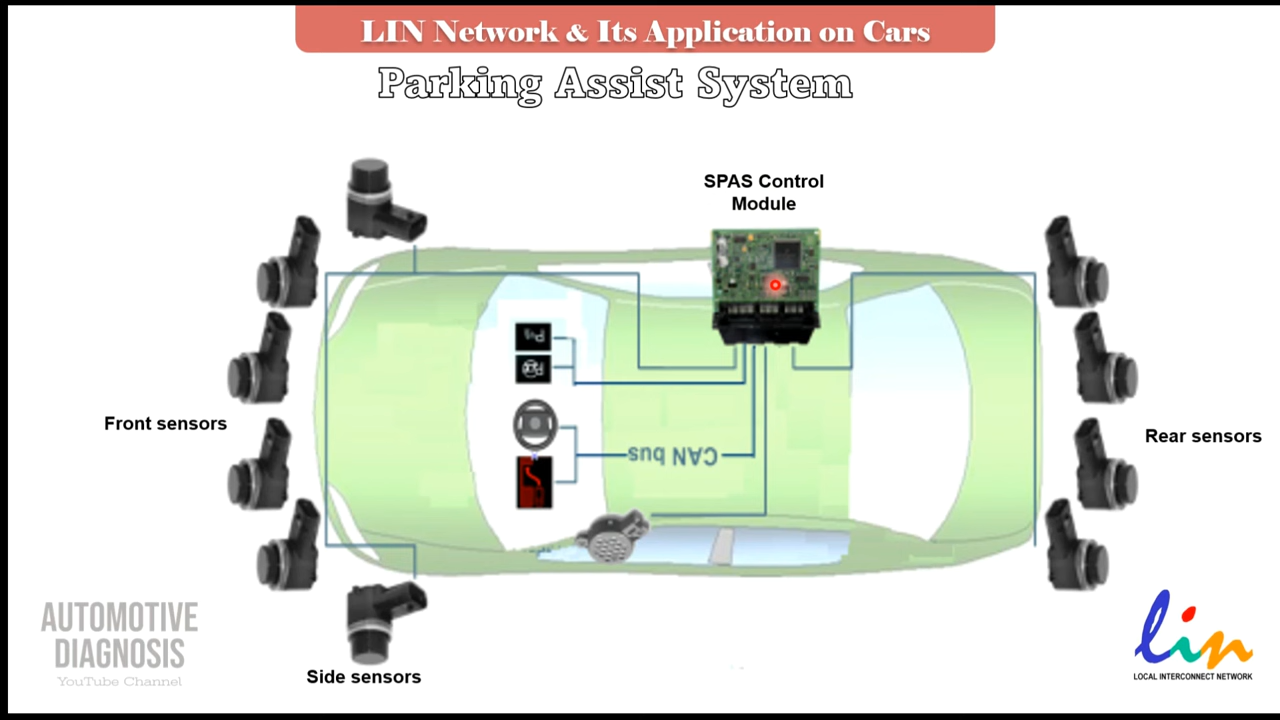 LIN Network & Its Application on Cars
Parking Assist System
SPAS Control
Module
CAN bus
Front sensors
Rear sensors
Side sensors
AUTOMOTIVE
DIAGNOSIS
YouTube Channel
lin
LOCAL INTERCONNECT NETWORK